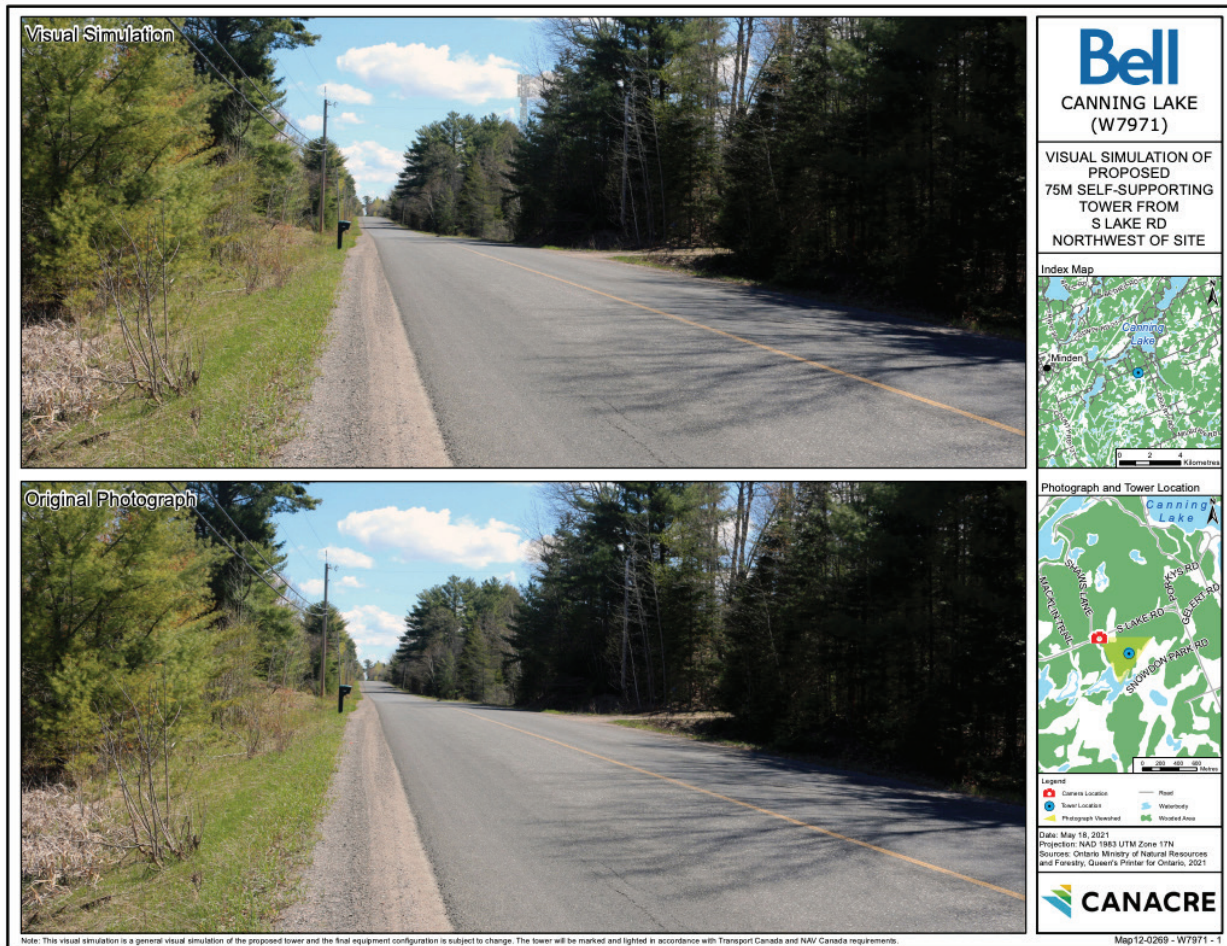 Visual Simulation
Original Photograph
Bell
CANNING LAKE
(W7971)
VISUAL SIMULATION OF
PROPOSED
75M SELF-SUPPORTING
TOWER FROM
S LAKE RD
NORTHWEST OF SITE
Index Map
N
Canning
Lake
Minden
0 2 4
Kilometres
Photograph and Tower Location
Canning
Lake
N
SHAWS LANE
MACKLIN TRNL
S LAKE RD
KYS RD
GELERT RD
SNOWDON PARK RD
0 200 400 600
Metres
Legend
Camera Location
Road
Tower Location
Waterbody
Photograph Viewshed
Wooded Area
Date: May 18, 2021
Projection: NAD 1983 UTM Zone 17N
Sources: Ontario Ministry of Natural Resources
and Forestry, Queen's Printer for Ontario, 2021
CANACRE
Note: This visual simulation is a general visual simulation of the proposed tower and the final equipment configuration is subject to change. The tower will be marked and lighted in accordance with Transport Canada and NAV Canada requirements.
Map12-0269 - W7971 - 1